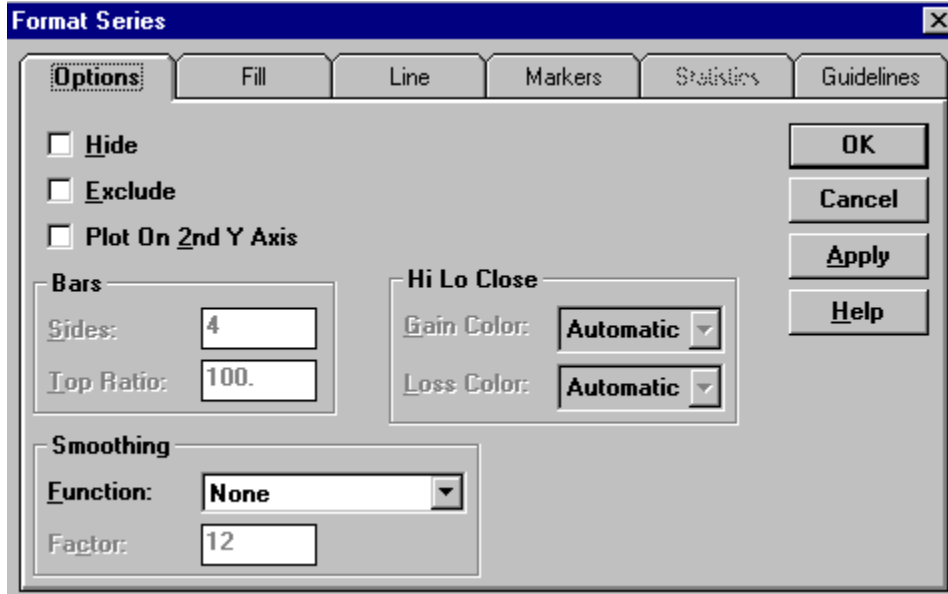 Format Series
Options Fill Line Markers Statistics Guidelines
Hide
Exclude
Plot On 2nd Y Axis
OK
Cancel
Apply
Help
Bars
Sides: 4
Top Ratio: 100.
Hi Lo Close
Gain Color: Automatic
Loss Color: Automatic
Smoothing
Function: None
Factor: 12